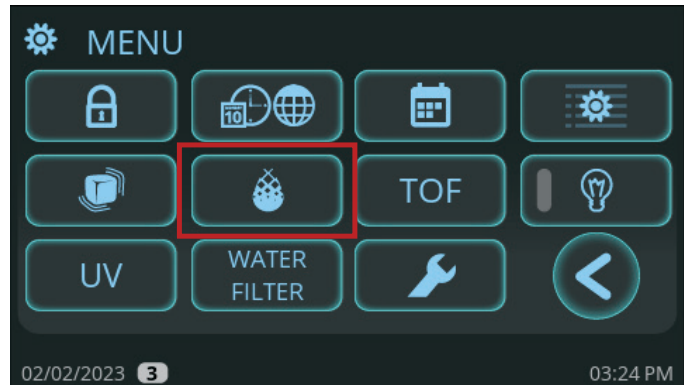 MENU
10
TOF
UV
WATER
FILTER
02/02/2023 3
03:24 PM